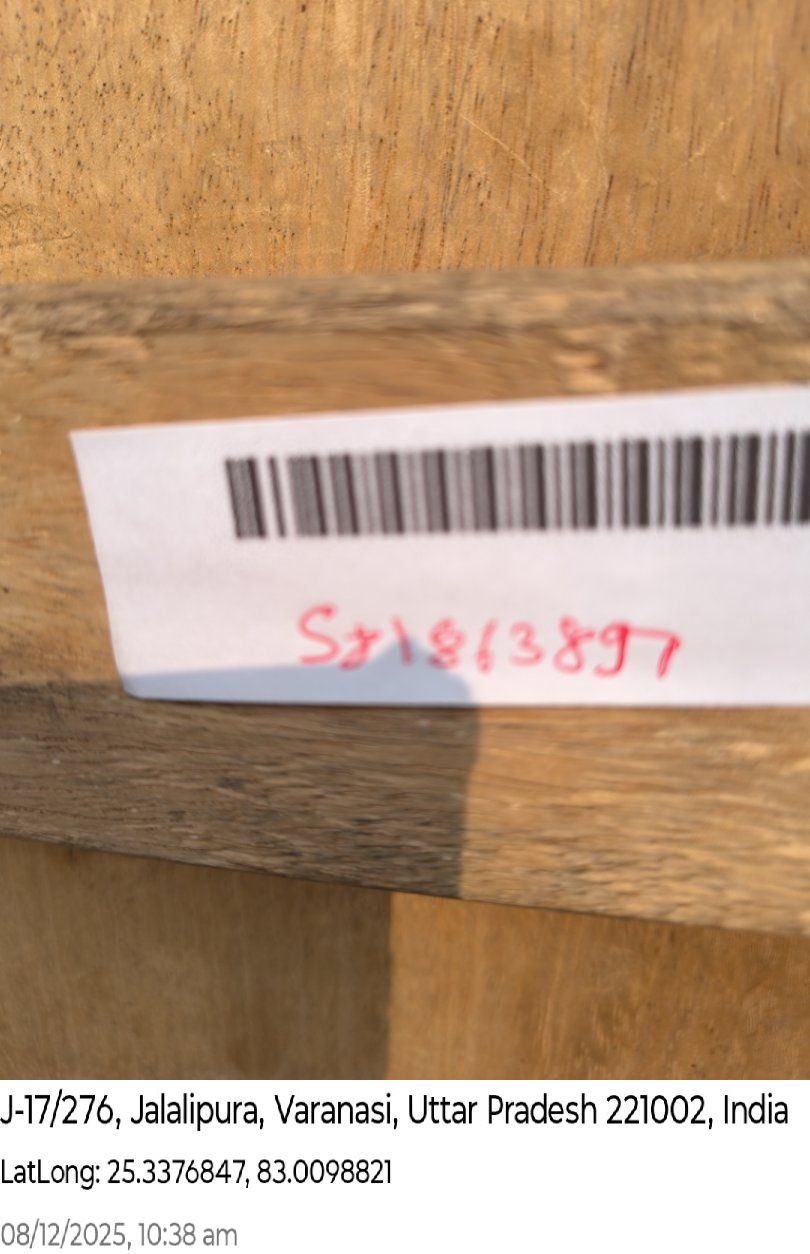 S21863897
J-17/276, Jalalipura, Varanasi, Uttar Pradesh 221002, India
LatLong: 25.3376847, 83.0098821
08/12/2025, 10:38 am